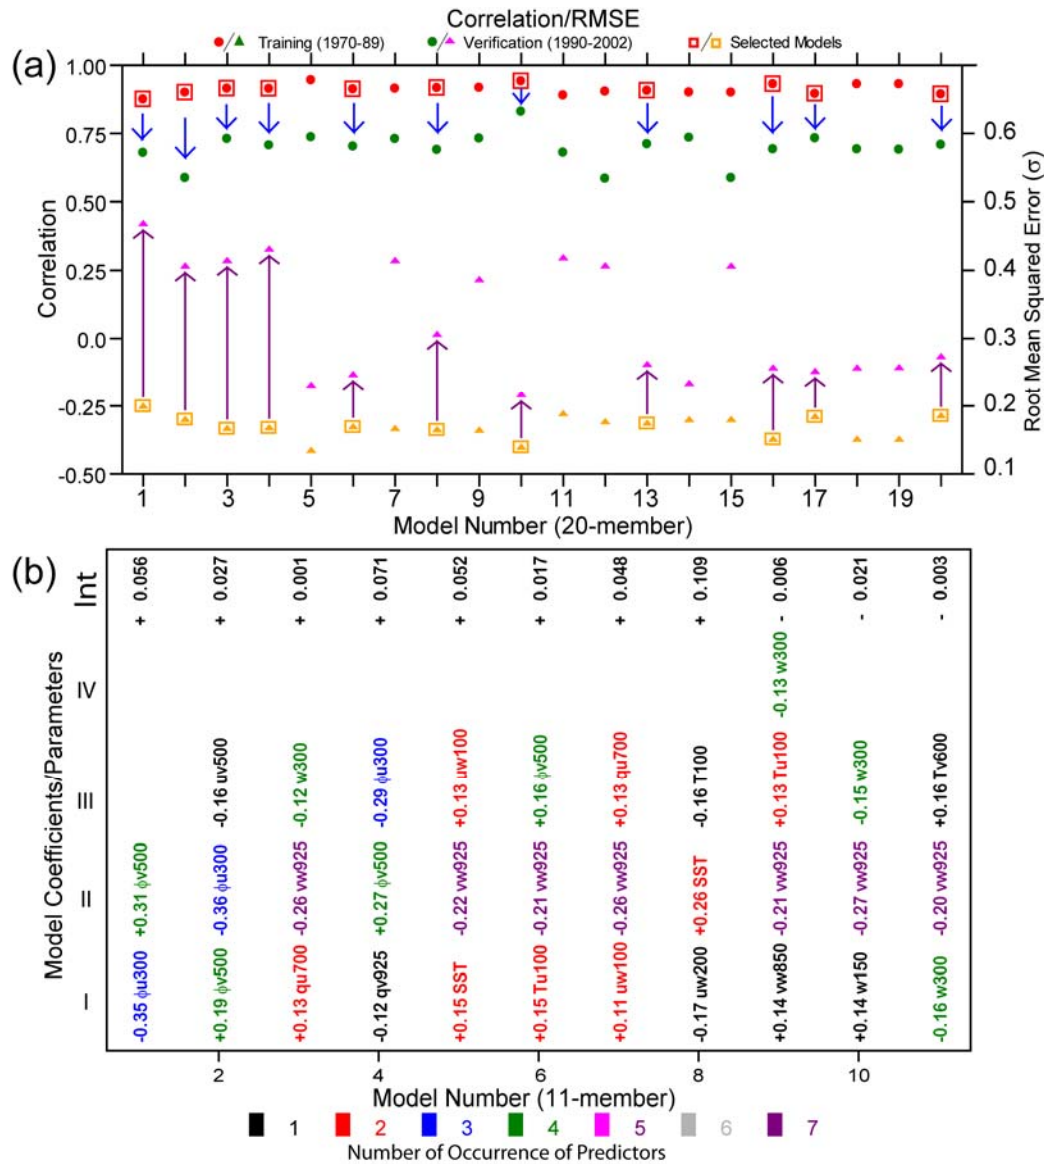 Correlation/RMSE
Training (1970-89) Verification (1990-2002) Selected Models
(a)
1.00
0.75
0.50
0.25
0.0
-0.25
-0.50
Correlation
0.6
0.5
0.4
0.3
0.2
0.1
Root Mean Squared Error (σ)
1 3 5 7 9 11 13 15 17 19
Model Number (20-member)
(b)
Model Coefficients/Parameters
Int + 0.056 + 0.027 + 0.001 + 0.071 + 0.052 + 0.017 + 0.048 + 0.109 - 0.006 - 0.021 - 0.003
IV -0.13 w300
III -0.16 uv500 -0.12 w300 -0.29 ϕu300 +0.13 uw100 +0.16 ϕv500 +0.13 qu700 -0.16 T100 +0.13 Tu100 -0.15 w300 +0.16 Tv600
II +0.31 ϕv500 -0.36 ϕu300 -0.26 vw925 +0.27 ϕv500 -0.22 vw925 -0.21 vw925 -0.26 vw925 +0.26 SST -0.21 vw925 -0.27 vw925 -0.20 vw925
I -0.35 ϕu300 +0.19 ϕv500 +0.13 qu700 -0.12 qv925 +0.15 SST +0.15 Tu100 +0.11 uw100 -0.17 uw200 +0.14 vw850 +0.14 w150 -0.16 w300
2 4 6 8 10
Model Number (11-member)
1 2 3 4 5 6 7
Number of Occurrence of Predictors